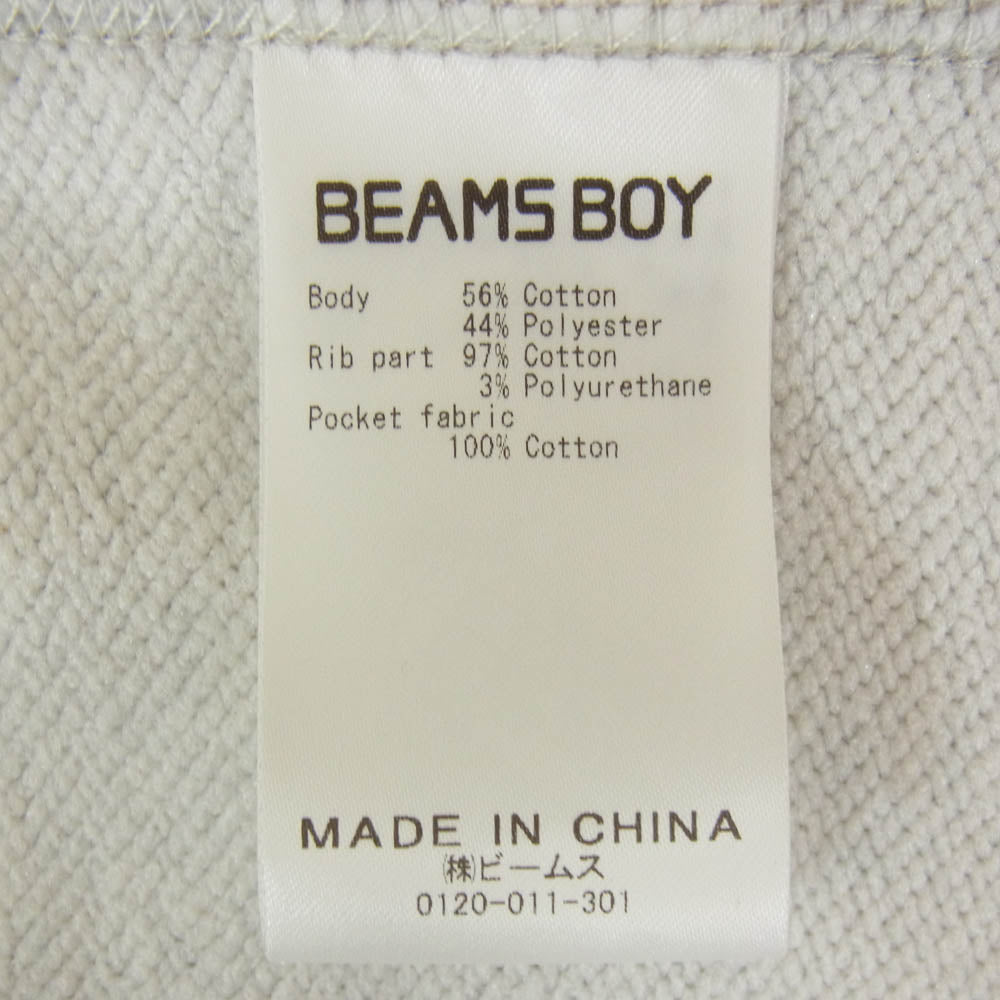 BEAMS BOY
Body 56% Cotton
44% Polyester
Rib part 97% Cotton
3% Polyurethane
Pocket fabric
100% Cotton
MADE IN CHINA
㈱ビームス
0120-011-301